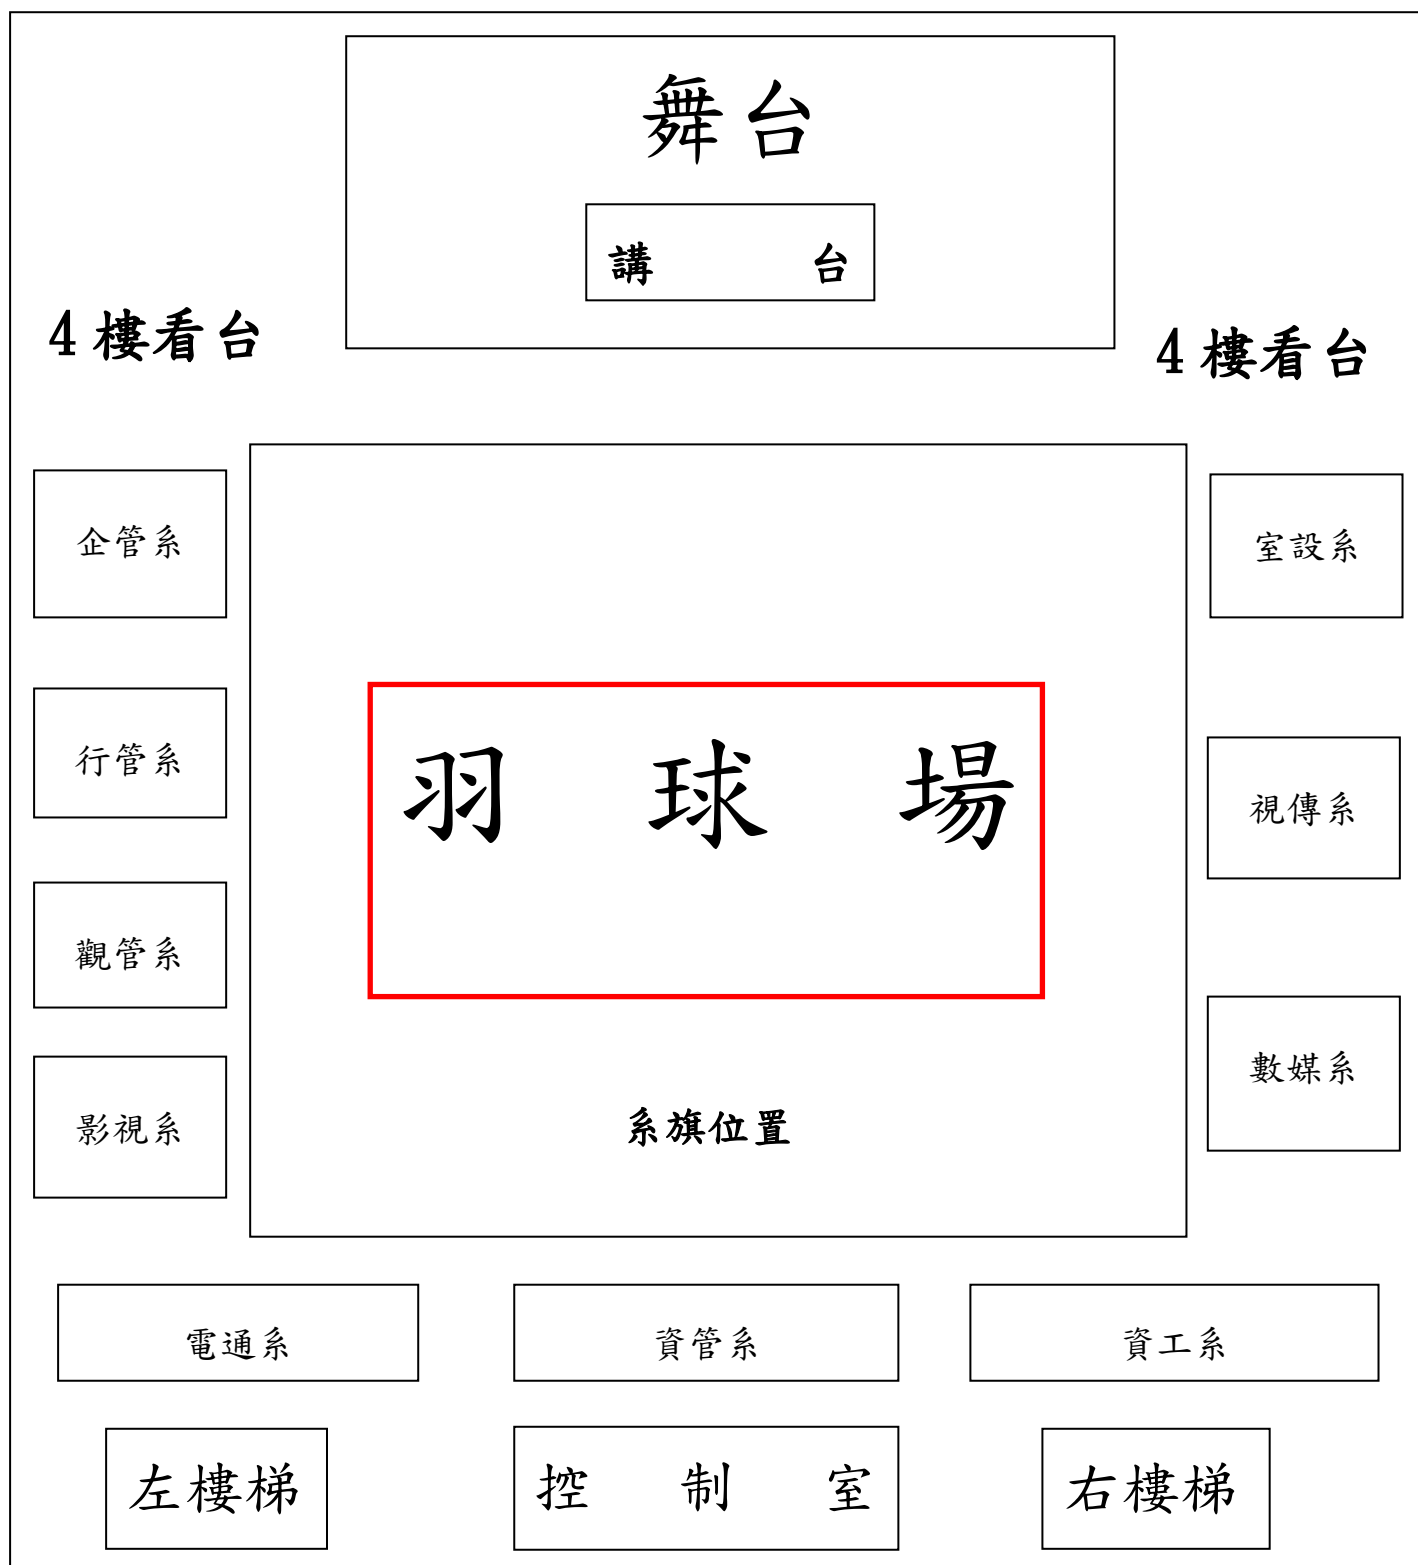 舞台
講 台
4樓看台
4樓看台
企管系
室設系
行管系
羽 球 場
視傳系
觀管系
數媒系
影視系
系旗位置
電通系
資管系
資工系
左樓梯
控 制 室
右樓梯